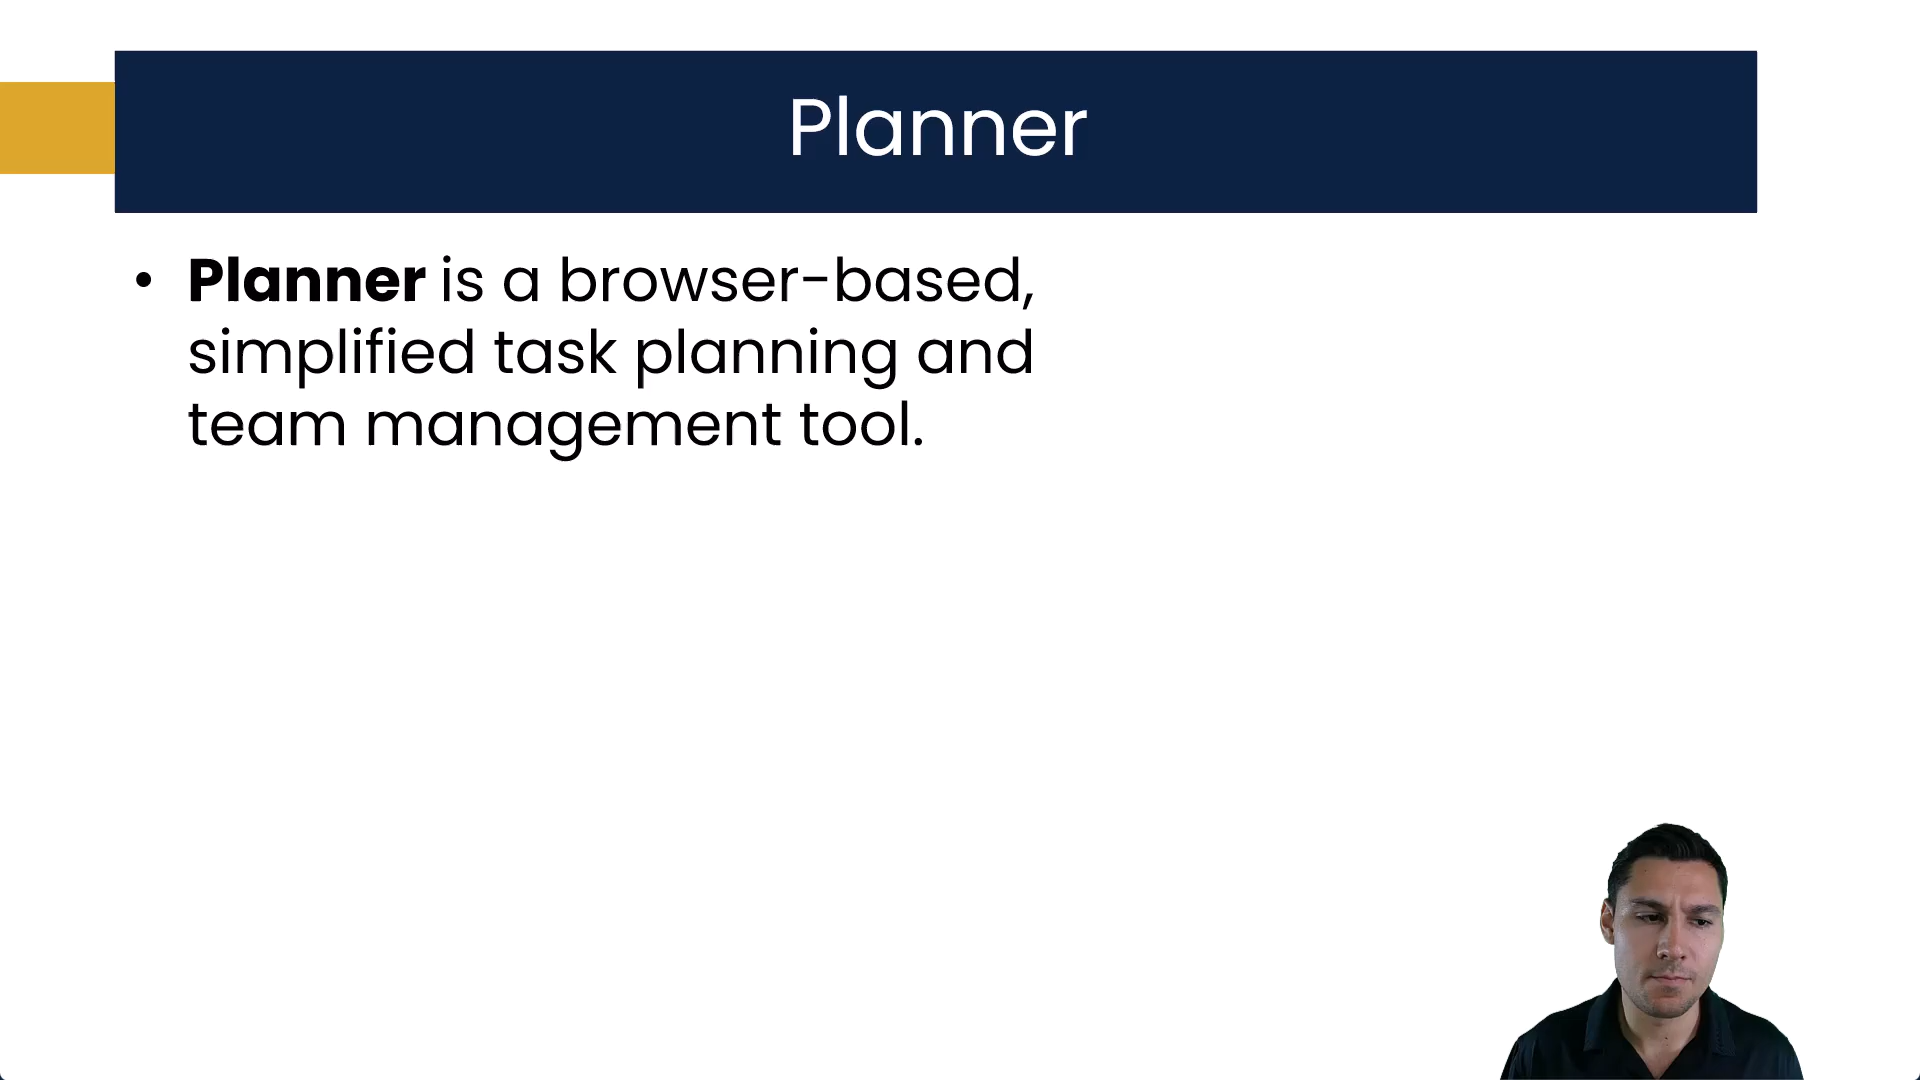 Planner
• Planner is a browser-based,
simplified task planning and
team management tool.